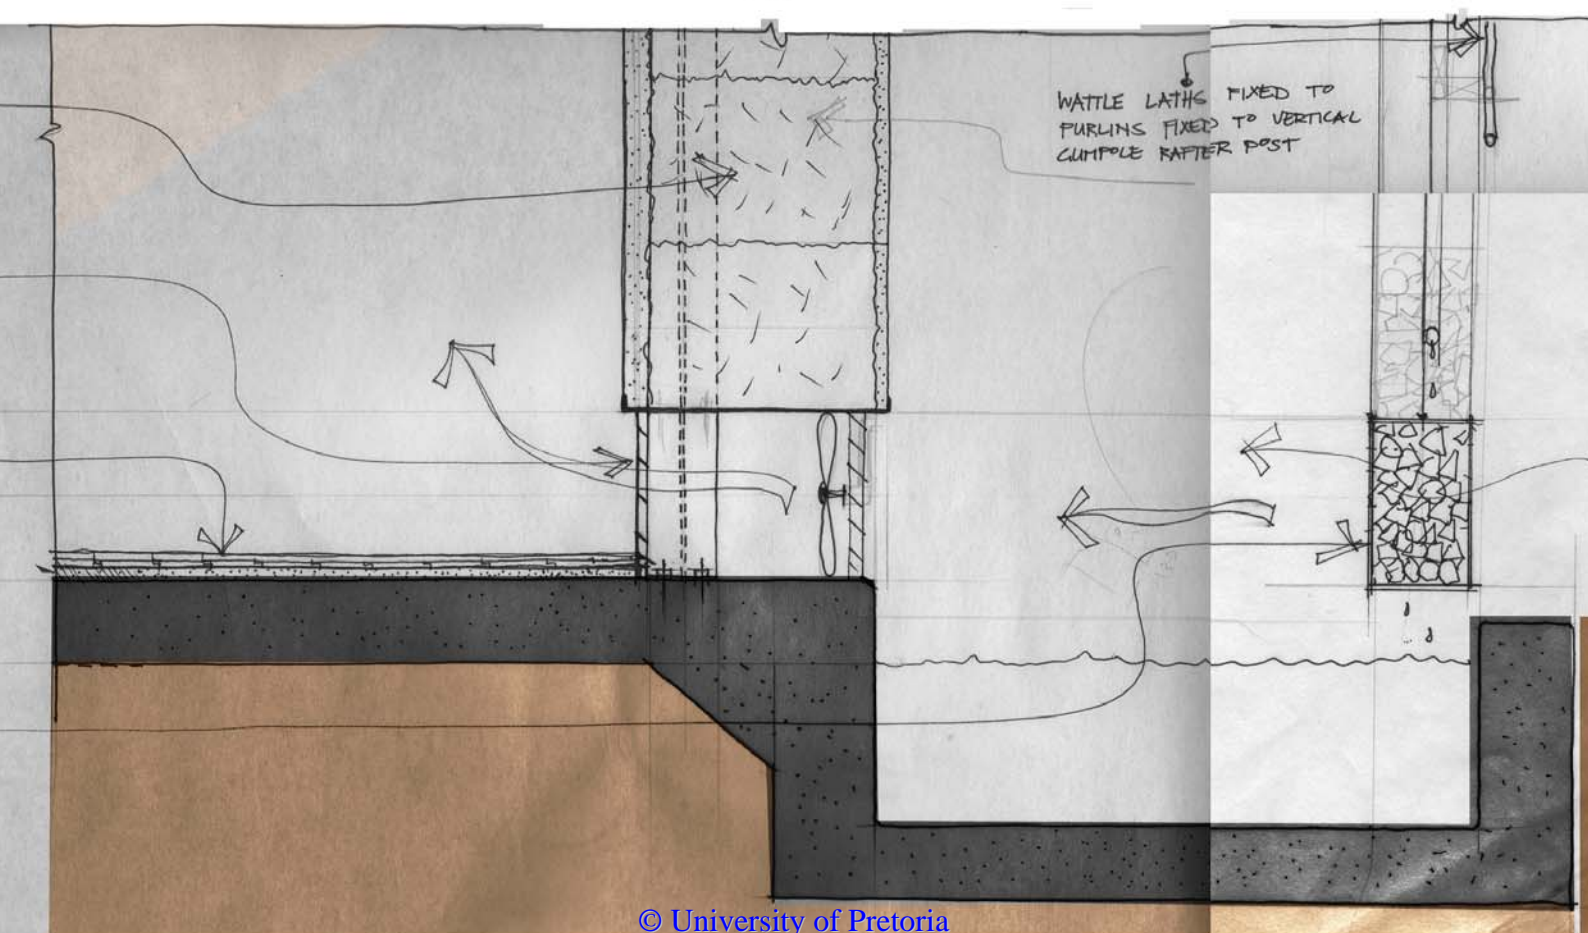 WATTLE LATHS FIXED TO
PURLINS FIXED TO VERTICAL
GUMPOLE RAFTER POST
© University of Pretoria